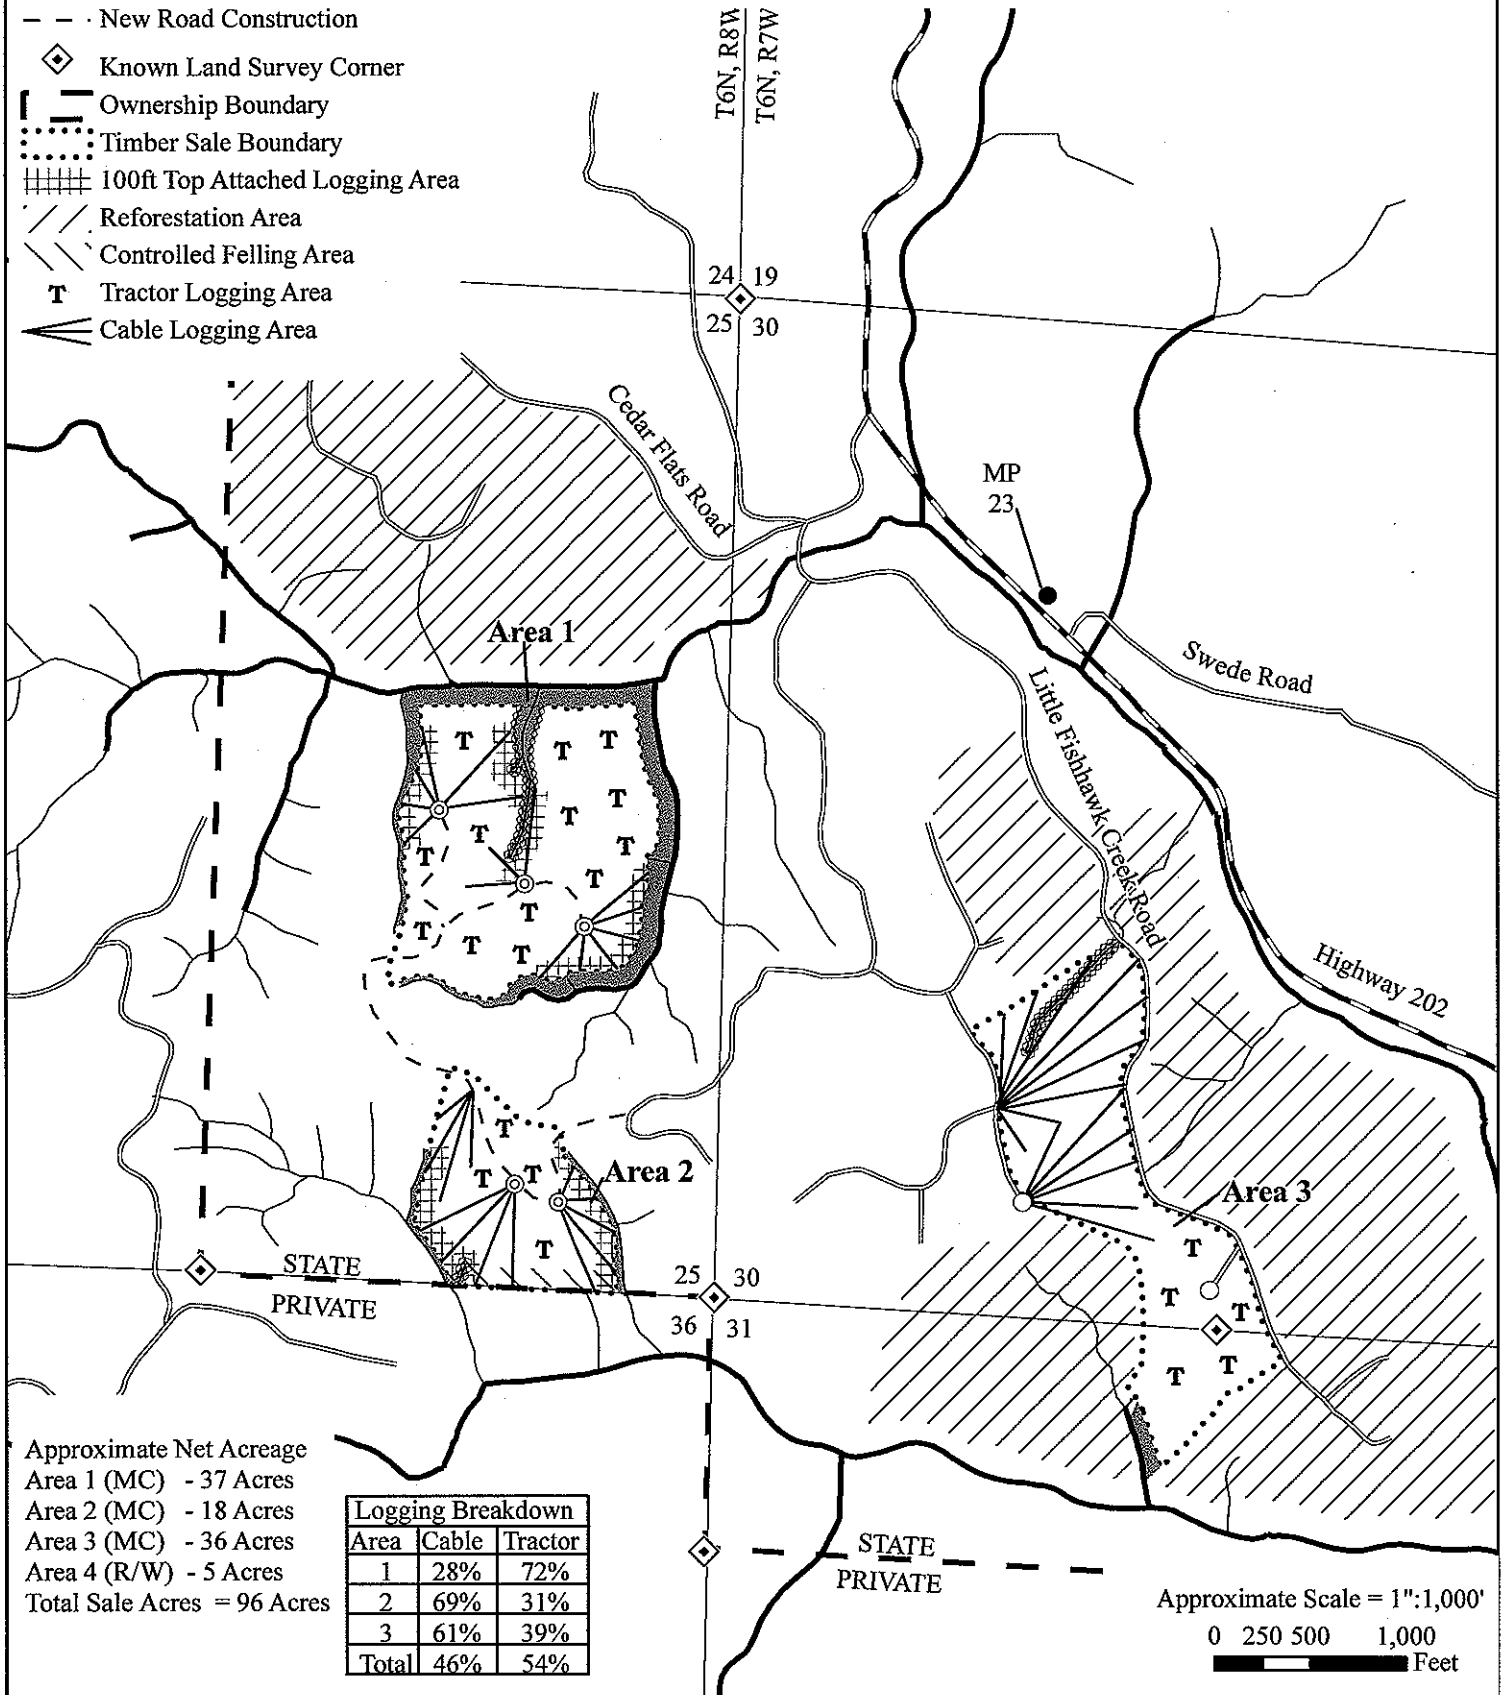 New Road Construction
Known Land Survey Corner
Ownership Boundary
Timber Sale Boundary
100ft Top Attached Logging Area
Reforestation Area
Controlled Felling Area
T Tractor Logging Area
Cable Logging Area
T6N, R8W
T6N, R7W
24 19
25 30
Cedar Flats Road
MP
23
Swede Road
Little Fishhawk Creek Road
Highway 202
Area 1
T T T
T T T
T T
T T
T T T
T
T T
Area 2
T
Area 3
T
T T
T T
STATE
PRIVATE
25 30
36 31
STATE
PRIVATE
Approximate Net Acreage
Area 1 (MC) - 37 Acres
Area 2 (MC) - 18 Acres
Area 3 (MC) - 36 Acres
Area 4 (R/W) - 5 Acres
Total Sale Acres = 96 Acres
Logging Breakdown
Area Cable Tractor
1 28% 72%
2 69% 31%
3 61% 39%
Total 46% 54%
Approximate Scale = 1":1,000'
0 250 500 1,000
Feet